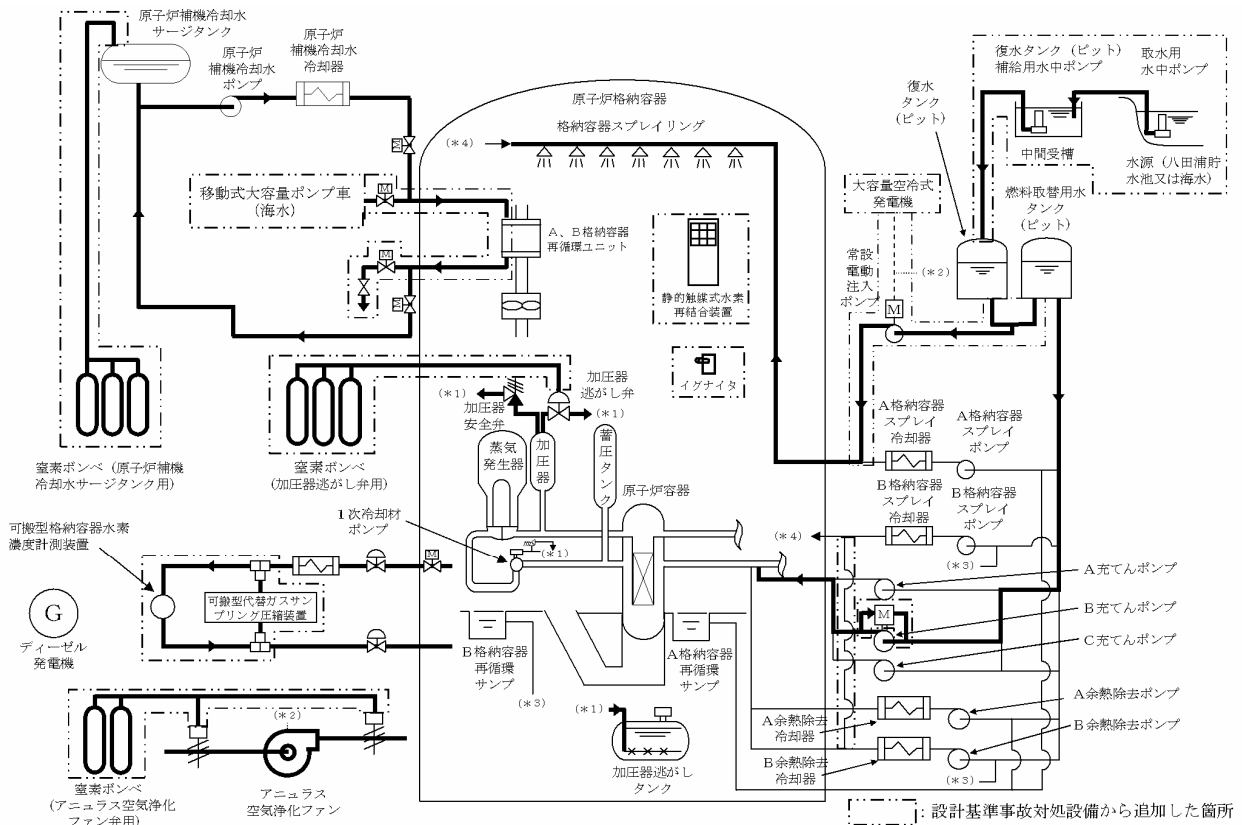 原子炉補機冷却水
サージタンク
原子炉
補機冷却水
ポンプ
原子炉
補機冷却水
冷却器
M
移動式大容量ポンプ車
(海水)
M
M
M
原子炉格納容器
格納容器スプレイリング
(*4)
A、B格納容器
再循環ユニット
静的触媒式水素
再結合装置
イグナイタ
復水タンク(ピット)
補給用水中ポンプ
取水用
水中ポンプ
復水
タンク
(ピット)
中間受槽
水源(八田浦貯
水池又は海水)
大容量空冷式
発電機
燃料取替用水
タンク
(ピット)
常設
電動
注入
ポンプ
(*2)
M
窒素ボンベ(原子炉補機
冷却水サージタンク用)
窒素ボンベ
(加圧器逃がし弁用)
(*1)
加圧器
安全弁
加圧器
逃がし弁
(*1)
蒸気
発生器
加圧器
蓄圧タンク
原子炉容器
1次冷却材
ポンプ
(*1)
A格納容器
スプレイ
冷却器
A格納容器
スプレイ
ポンプ
B格納容器
スプレイ
冷却器
B格納容器
スプレイ
ポンプ
(*4)
(*3)
可搬型格納容器水素
濃度計測装置
M
可搬型代替ガスサン
プリング圧縮装置
G
ディーゼル
発電機
B格納容器
再循環
サンプ
(*3)
A格納容器
再循環
サンプ
M
A充てんポンプ
B充てんポンプ
C充てんポンプ
A余熱除去ポンプ
B余熱除去ポンプ
A余熱除去
冷却器
B余熱除去
冷却器
(*3)
(*1)
加圧器逃がし
タンク
(*2)
窒素ボンベ
(アニュラス空気浄化
ファン弁用)
アニュラス
空気浄化ファン
:設計基準事故対処設備から追加した箇所